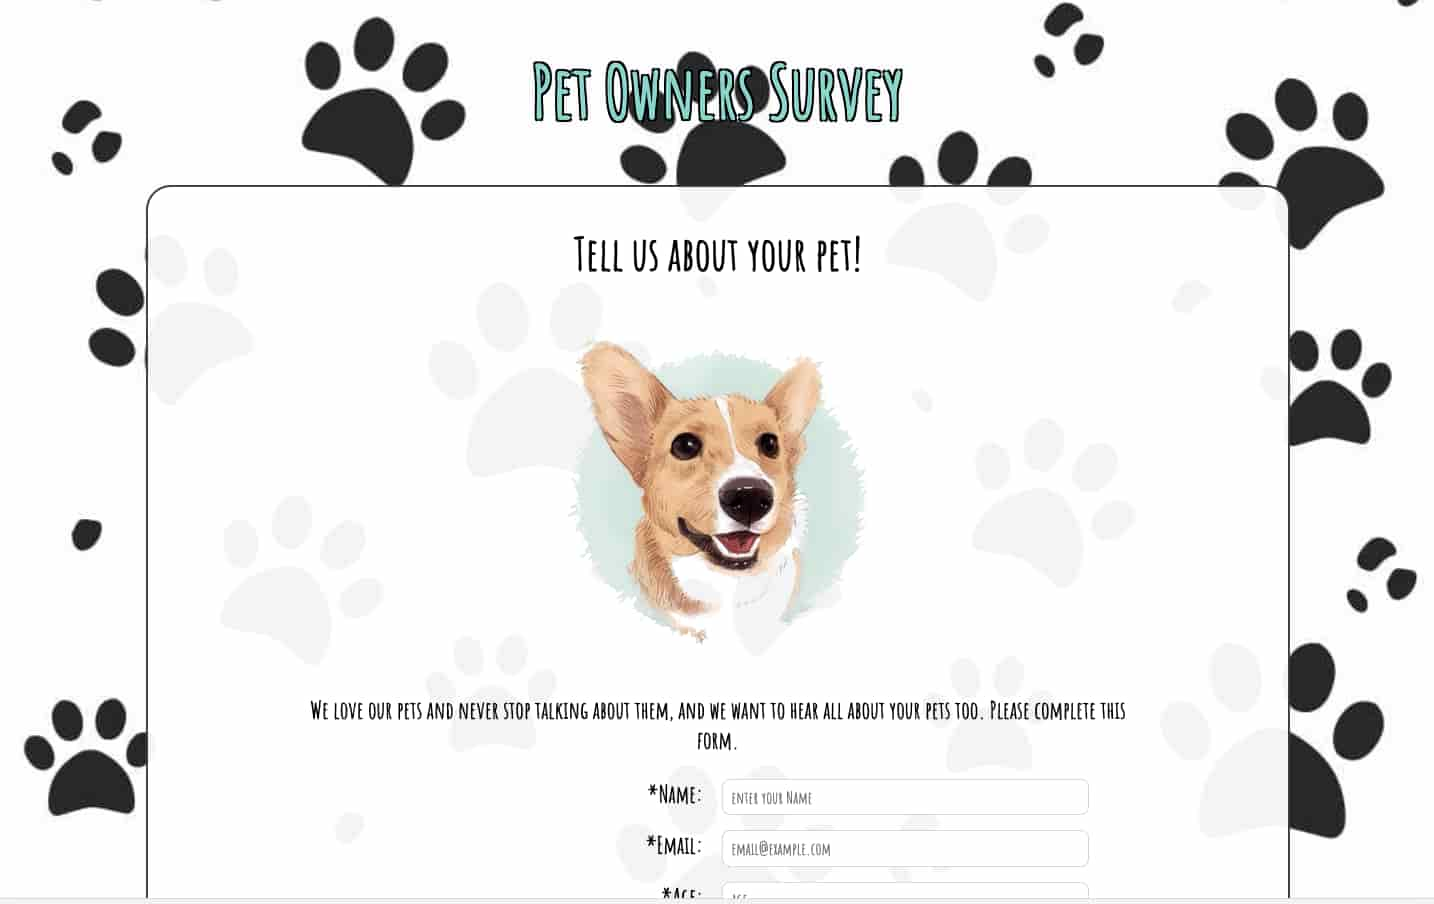 Pet Owners Survey
Tell us about your pet!
We love our pets and never stop talking about them, and we want to hear all about your pets too. Please complete this
form.
*Name: enter your Name
*Email: email@example.com
*Age: age